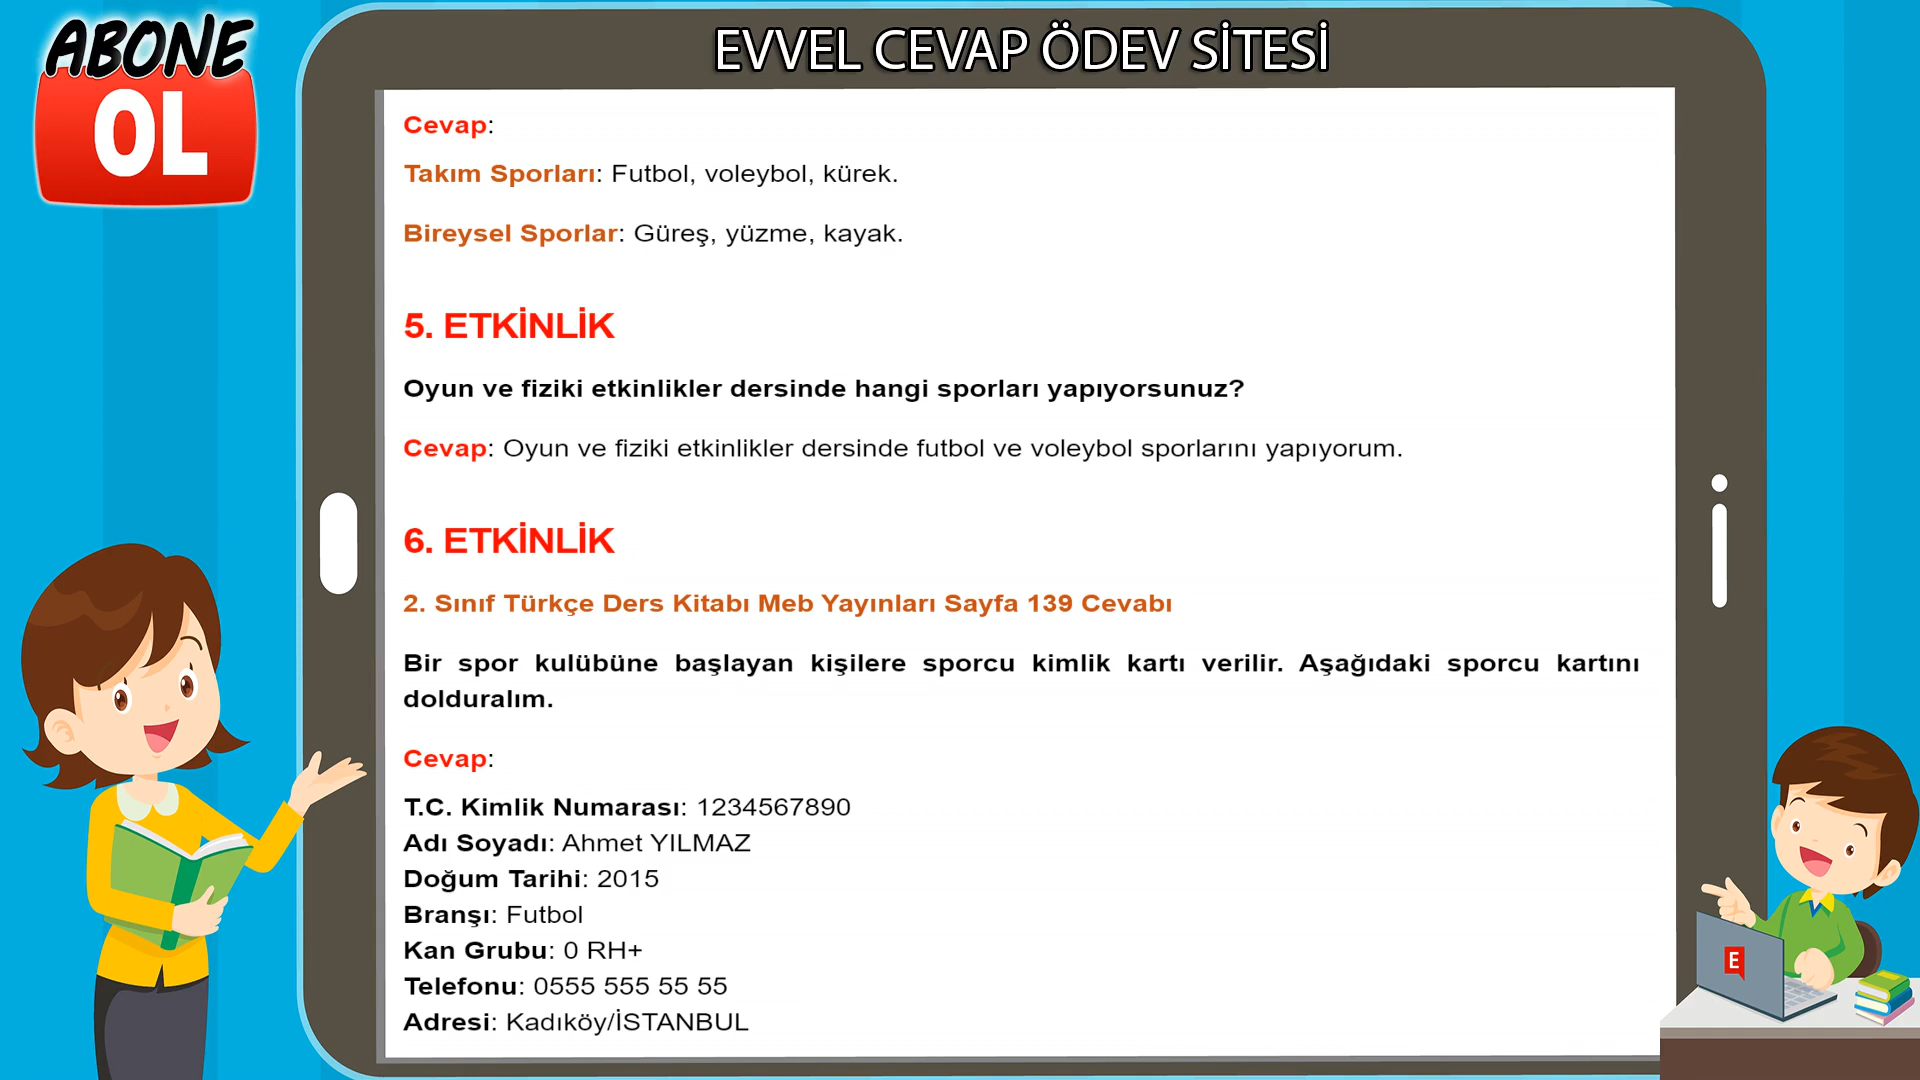 ABONE
OL
EVVEL CEVAP ÖDEV SİTESİ
Cevap:
Takım Sporları: Futbol, voleybol, kürek.
Bireysel Sporlar: Güreş, yüzme, kayak.
5. ETKİNLİK
Oyun ve fiziki etkinlikler dersinde hangi sporları yapıyorsunuz?
Cevap: Oyun ve fiziki etkinlikler dersinde futbol ve voleybol sporlarını yapıyorum.
6. ETKİNLİK
2. Sınıf Türkçe Ders Kitabı Meb Yayınları Sayfa 139 Cevabı
Bir spor kulübüne başlayan kişilere sporcu kimlik kartı verilir. Aşağıdaki sporcu kartını
dolduralım.
Cevap:
T.C. Kimlik Numarası: 1234567890
Adı Soyadı: Ahmet YILMAZ
Doğum Tarihi: 2015
Branşı: Futbol
Kan Grubu: 0 RH+
Telefonu: 0555 555 55 55
Adresi: Kadıköy/İSTANBUL
E